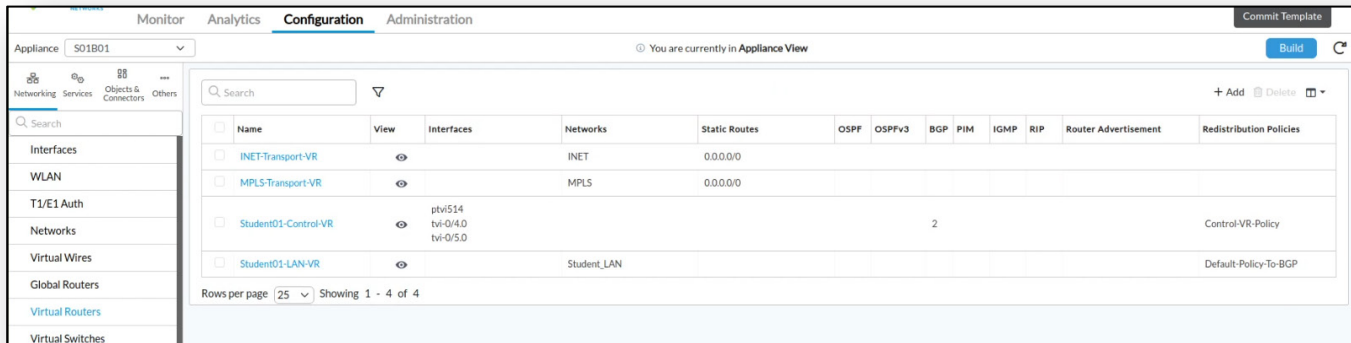 NETWORKS
Monitor Analytics Configuration Administration Commit Template
Appliance S01B01 You are currently in Appliance View Build
Networking Services Objects & Connectors Others
Search
Interfaces
WLAN
T1/E1 Auth
Networks
Virtual Wires
Global Routers
Virtual Routers
Virtual Switches
Search + Add Delete
Name View Interfaces Networks Static Routes OSPF OSPFv3 BGP PIM IGMP RIP Router Advertisement Redistribution Policies
INET-Transport-VR INET 0.0.0.0/0
MPLS-Transport-VR MPLS 0.0.0.0/0
ptvi514
Student01-Control-VR tvi-0/4.0 2 Control-VR-Policy
tvi-0/5.0
Student01-LAN-VR Student_LAN Default-Policy-To-BGP
Rows per page 25 Showing 1 - 4 of 4